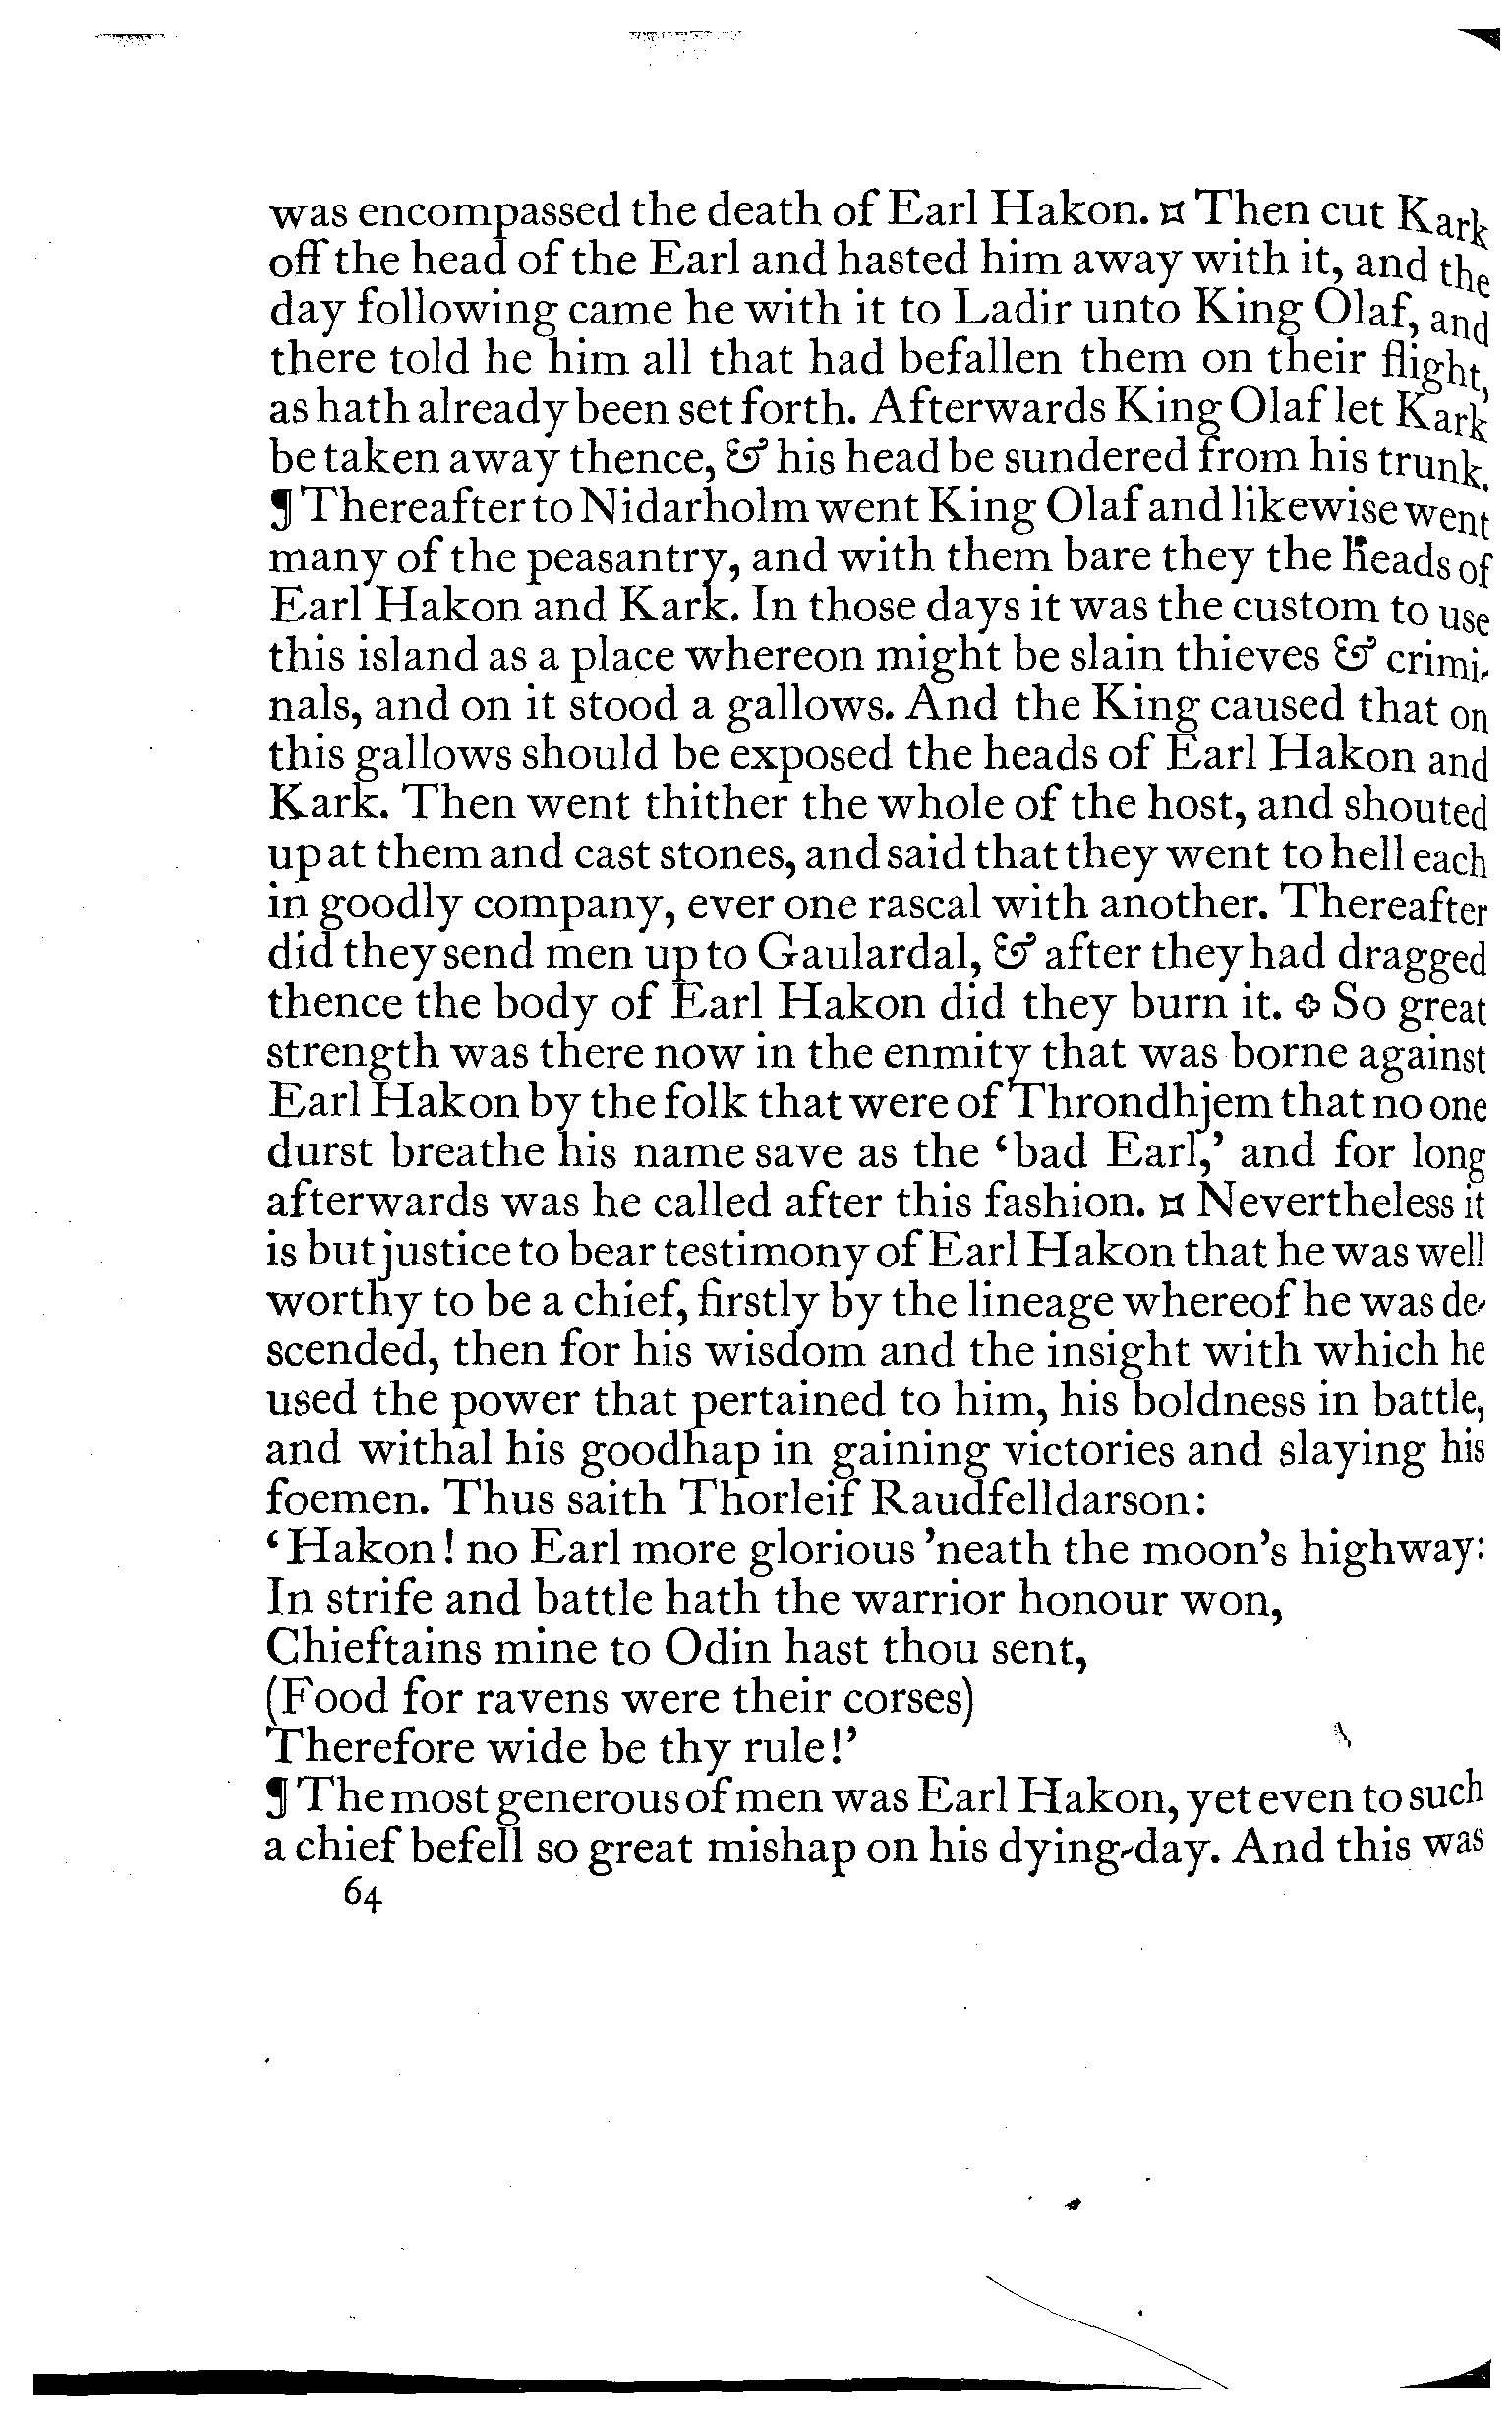 was encompassed the death of Earl Hakon. ¤ Then cut Kark
off the head of the Earl and hasted him away with it, and the
day following came he with it to Ladir unto King Olaf, and
there told he him all that had befallen them on their flight,
as hath already been set forth. Afterwards King Olaf let Kark
be taken away thence, & his head be sundered from his trunk.
¶ Thereafter to Nidarholm went King Olaf and likewise went
many of the peasantry, and with them bare they the heads of
Earl Hakon and Kark. In those days it was the custom to use
this island as a place whereon might be slain thieves & crimi-
nals, and on it stood a gallows. And the King caused that on
this gallows should be exposed the heads of Earl Hakon and
Kark. Then went thither the whole of the host, and shouted
up at them and cast stones, and said that they went to hell each
in goodly company, ever one rascal with another. Thereafter
did they send men up to Gaulardal, & after they had dragged
thence the body of Earl Hakon did they burn it. ✥ So great
strength was there now in the enmity that was borne against
Earl Hakon by the folk that were of Throndhjem that no one
durst breathe his name save as the ‘bad Earl,’ and for long
afterwards was he called after this fashion. ¤ Nevertheless it
is but justice to bear testimony of Earl Hakon that he was well
worthy to be a chief, firstly by the lineage whereof he was de-
scended, then for his wisdom and the insight with which he
used the power that pertained to him, his boldness in battle,
and withal his goodhap in gaining victories and slaying his
foemen. Thus saith Thorleif Raudfelldarson:
‘Hakon! no Earl more glorious ’neath the moon’s highway:
In strife and battle hath the warrior honour won,
Chieftains mine to Odin hast thou sent,
(Food for ravens were their corses)
Therefore wide be thy rule!’
¶ The most generous of men was Earl Hakon, yet even to such
a chief befell so great mishap on his dying-day. And this was
64